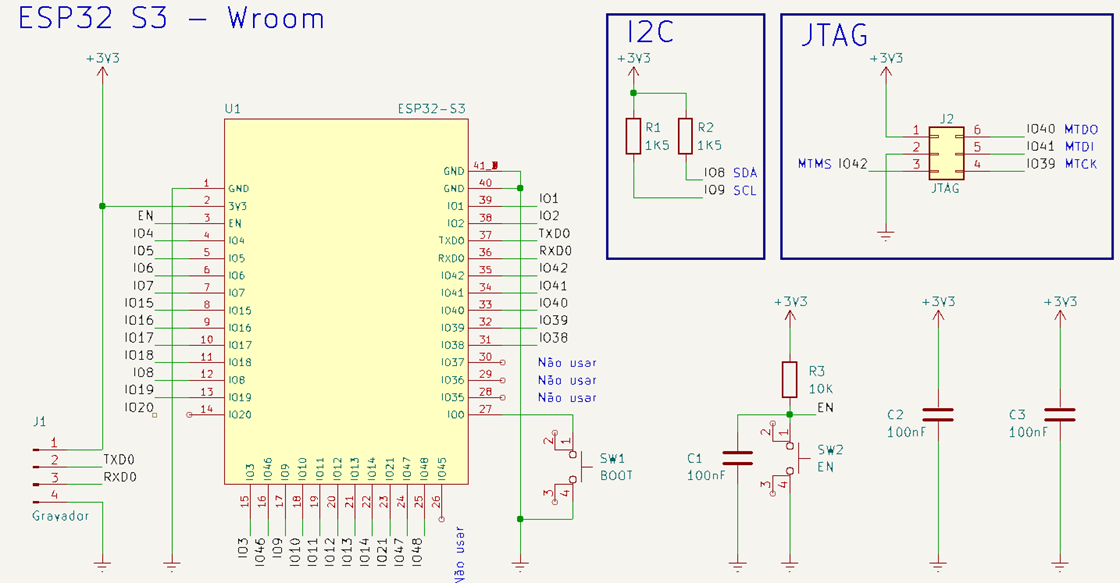 ESP32 S3 - Wroom
+3V3
U1
ESP32-S3
1
GND
2
3V3
EN
3
EN
IO4
4
IO4
IO5
5
IO5
IO6
6
IO6
IO7
7
IO7
IO15
8
IO15
IO16
9
IO16
IO17
10
IO17
IO18
11
IO18
IO8
12
IO8
IO19
13
IO19
IO20
14
IO20
GND
41
GND
40
IO1
39
IO1
IO2
38
IO2
TXD0
37
TXD0
RXD0
36
RXD0
IO42
35
IO42
IO41
34
IO41
IO40
33
IO40
IO39
32
IO39
IO38
31
IO38
IO37
30
Não usar
IO36
29
Não usar
IO35
28
Não usar
IO0
27
IO3
IO46
IO9
IO10
IO11
IO12
IO13
IO14
IO21
IO47
IO48
IO45
15
16
17
18
19
20
21
22
23
24
25
26
IO3
IO46
IO9
IO10
IO11
IO12
IO13
IO14
IO21
IO47
IO48
Não usar
J1
1
2
TXD0
3
RXD0
4
Gravador
2
1
SW1
BOOT
3
4
I2C
+3V3
R1
1K5
R2
1K5
IO8 SDA
IO9 SCL
JTAG
+3V3
J2
1
6
IO40 MTDO
2
5
IO41 MTDI
MTMS IO42
3
4
IO39 MTCK
JTAG
+3V3
R3
10K
EN
C1
100nF
2
1
SW2
EN
3
4
+3V3
C2
100nF
+3V3
C3
100nF